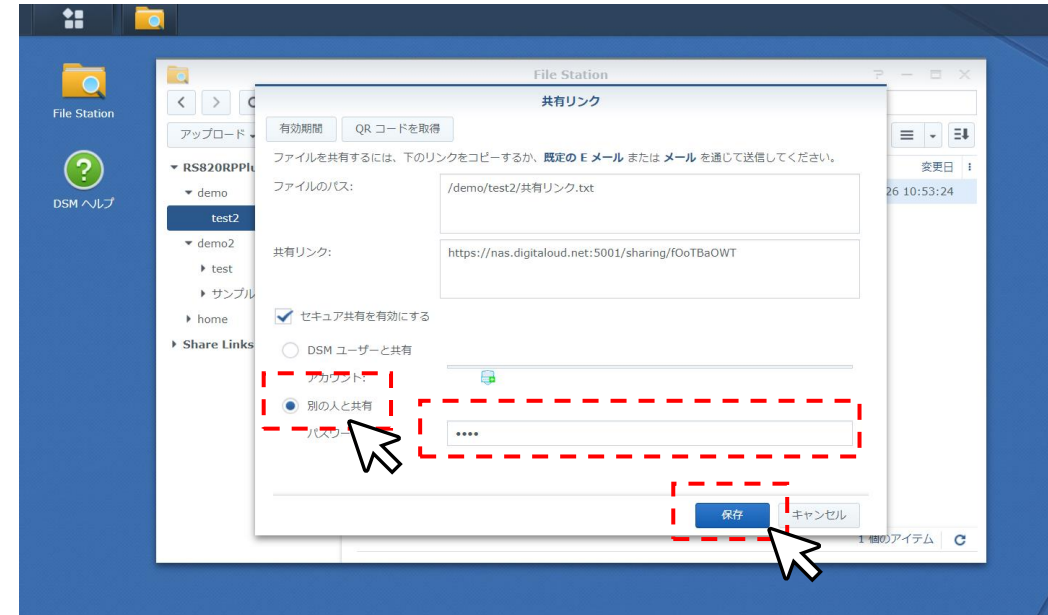 File Station
DSM ヘルプ
File Station
共有リンク
有効期間
QR コードを取得
アップロード
ファイルを共有するには、下のリンクをコピーするか、既定の E メール または メール を通じて送信してください。
変更日
RS820RPPlu
ファイルのパス:
/demo/test2/共有リンク.txt
26 10:53:24
demo
test2
demo2
共有リンク:
https://nas.digitaloud.net:5001/sharing/fOoTBaOWT
test
サンプル
home
セキュア共有を有効にする
Share Links
DSM ユーザーと共有
アカウント:
別の人と共有
パスワー
••••
保存
キャンセル
1 個のアイテム